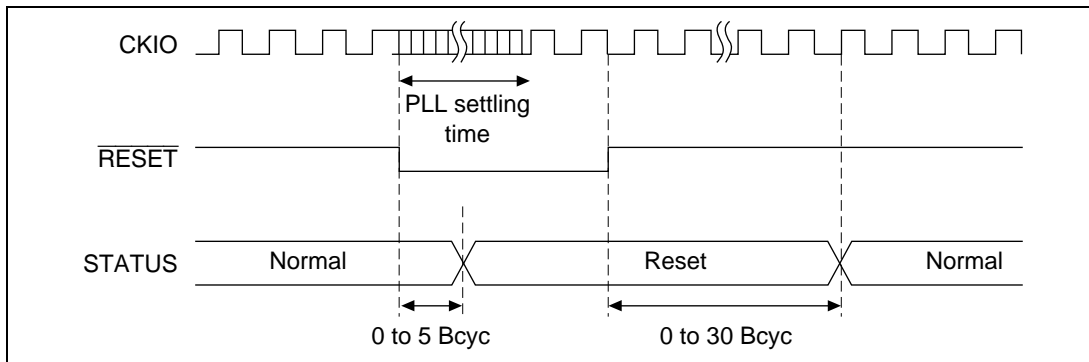 CKIO
PLL settling
time
RESET
STATUS
Normal
Reset
Normal
0 to 5 Bcyc
0 to 30 Bcyc